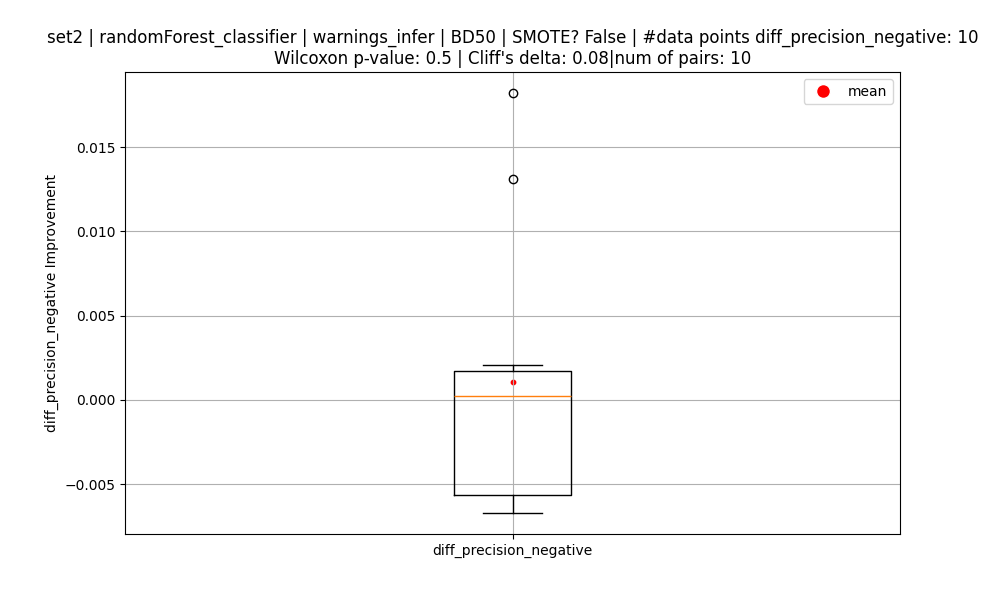 set2 | randomForest_classifier | warnings_infer | BD50 | SMOTE? False | #data points diff_precision_negative: 10
Wilcoxon p-value: 0.5 | Cliff's delta: 0.08|num of pairs: 10
mean
0.015
0.010
0.005
0.000
−0.005
diff_precision_negative Improvement
diff_precision_negative